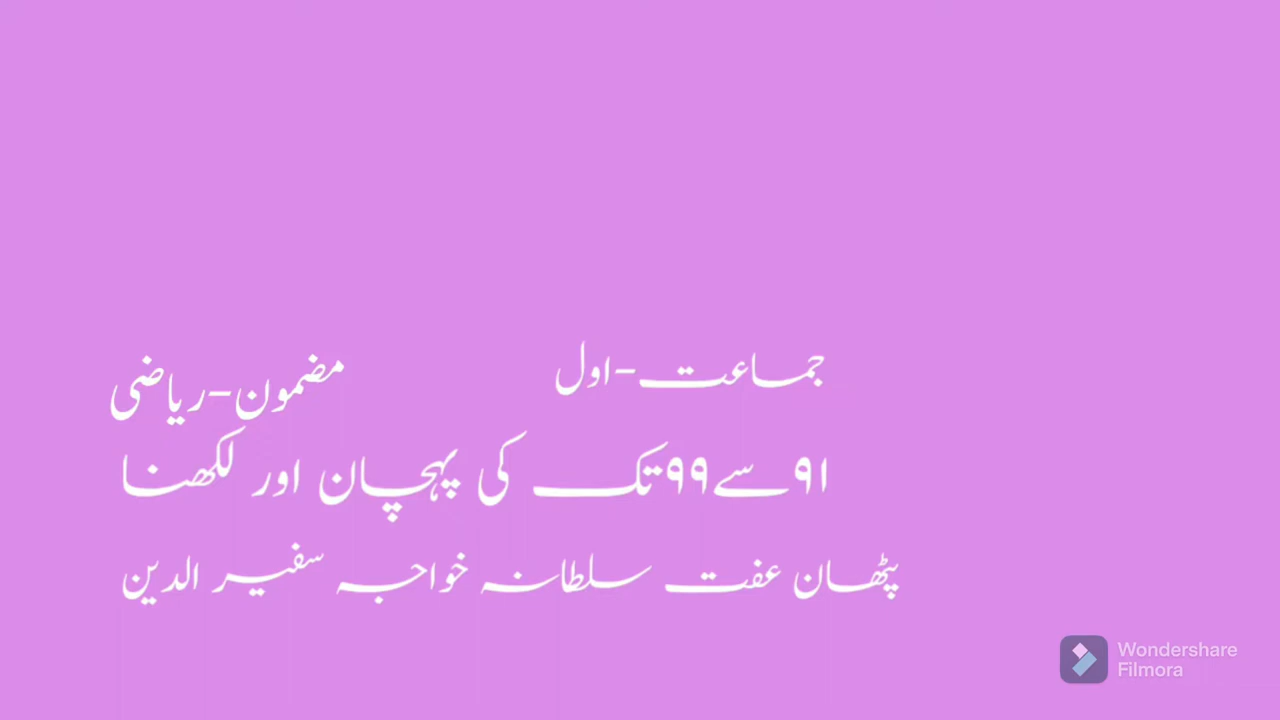 جماعت-اول
مضمون-ریاضی
۹۱ سے ۹۹ تک کی پہچان اور لکھنا
پٹھان عفت سلطانہ خواجہ سفیر الدین
Wondershare
Filmora